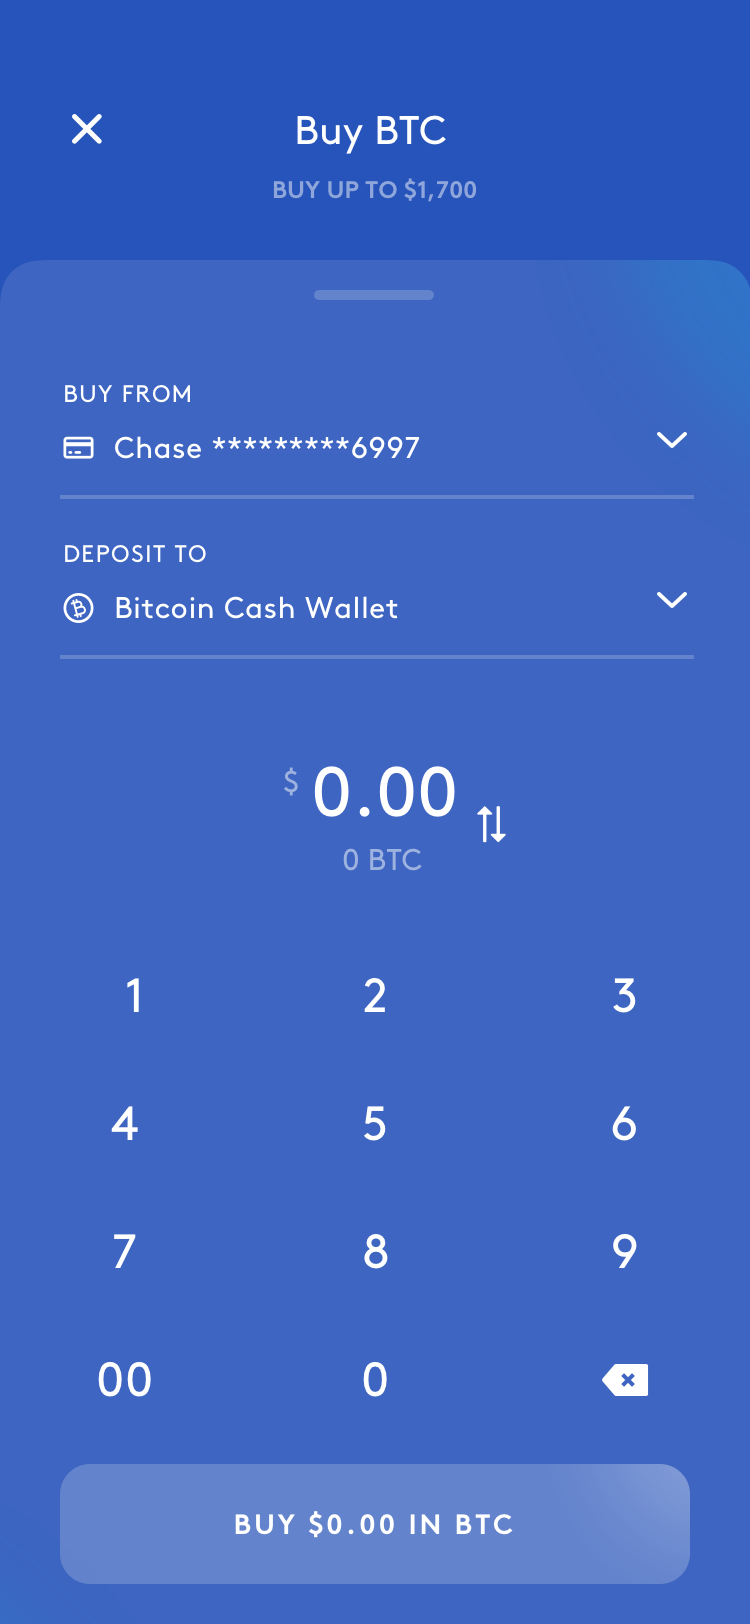 Buy BTC
BUY UP TO $1,700
BUY FROM
Chase *********6997
DEPOSIT TO
Bitcoin Cash Wallet
$ 0.00
0 BTC
1 2 3
4 5 6
7 8 9
00 0
BUY $0.00 IN BTC